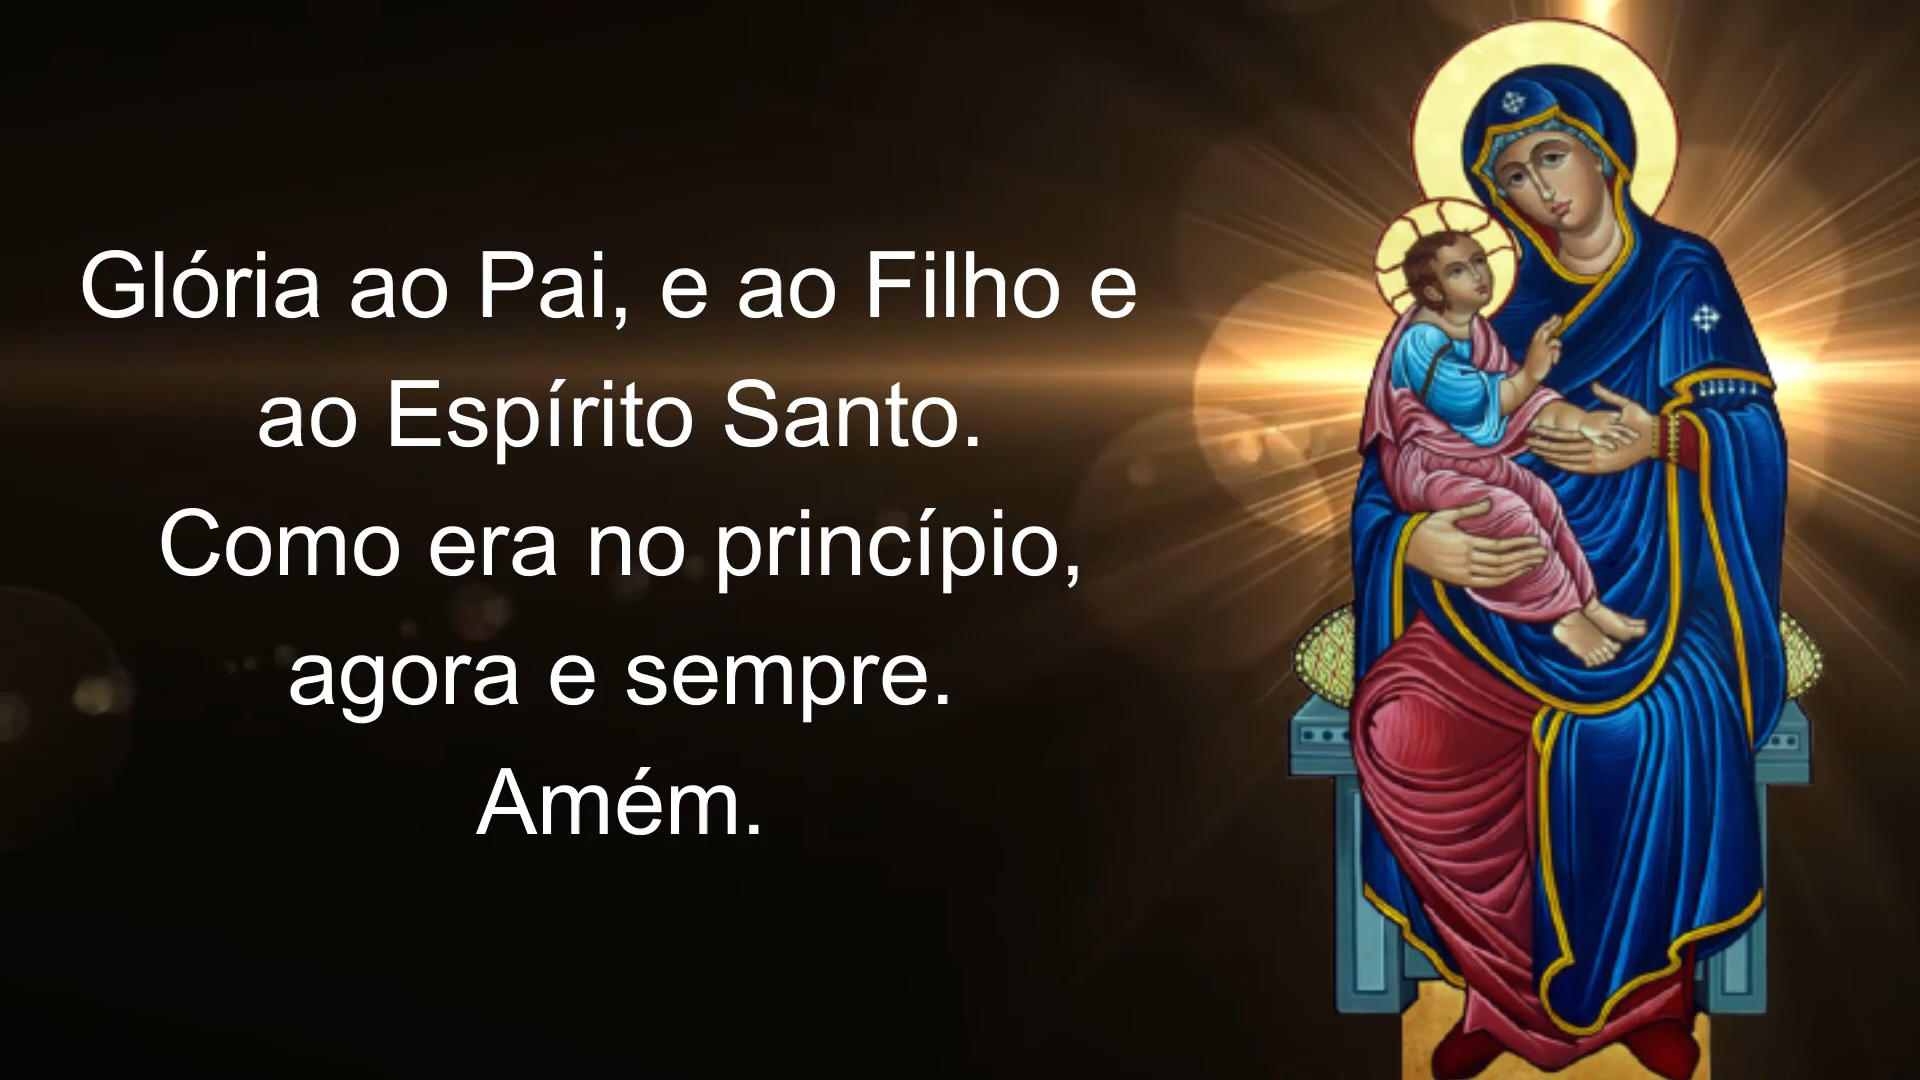 Glória ao Pai, e ao Filho e
ao Espírito Santo.
Como era no princípio,
agora e sempre.
Amém.